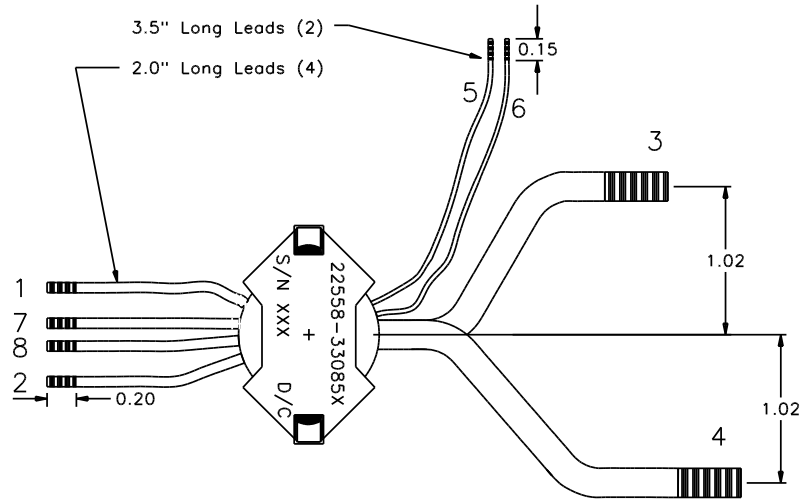 3.5" Long Leads (2)
2.0" Long Leads (4)
0.15
5
6
3
1.02
1
7
8
2
0.20
S/N XXX
D/C
22558-33085X
1.02
4